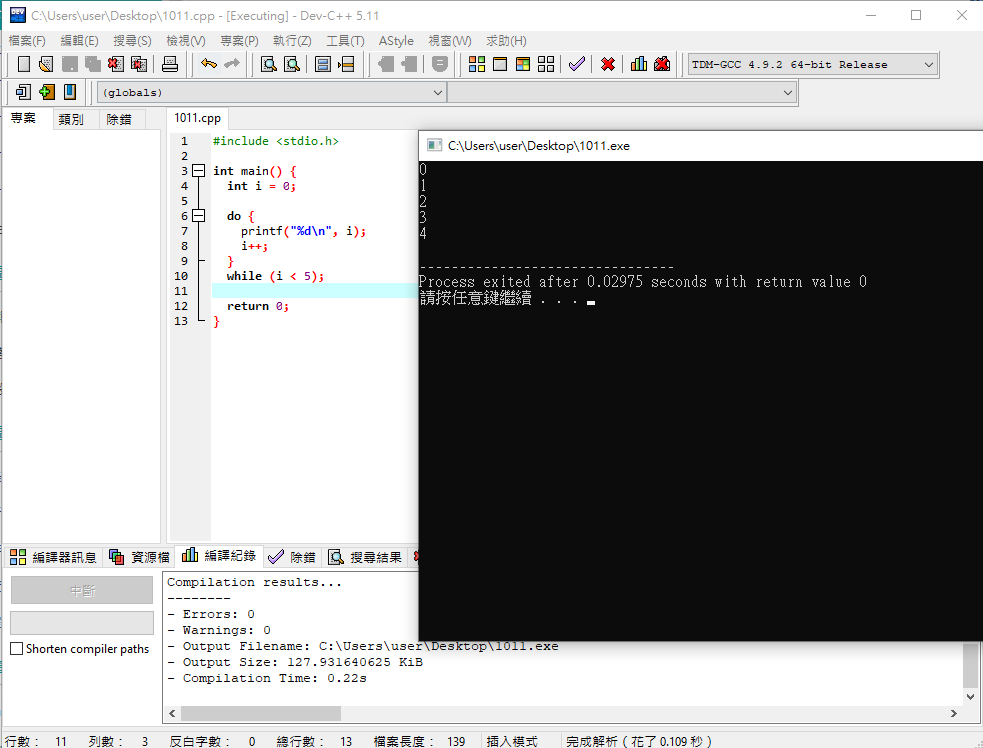 C:\Users\user\Desktop\1011.cpp - [Executing] - Dev-C++ 5.11
檔案(F) 編輯(E) 搜尋(S) 檢視(V) 專案(P) 執行(Z) 工具(T) AStyle 視窗(W) 求助(H)
TDM-GCC 4.9.2 64-bit Release
(globals)
專案 類別 除錯
1011.cpp
1 #include <stdio.h>
2
3 int main() {
4 int i = 0;
5
6 do {
7 printf("%d\n", i);
8 i++;
9 }
10 while (i < 5);
11
12 return 0;
13 }
C:\Users\user\Desktop\1011.exe
0
1
2
3
4
--------------------------------
Process exited after 0.02975 seconds with return value 0
請按任意鍵繼續 . . .
編譯器訊息 資源檔 編譯紀錄 除錯 搜尋結果
中斷
Shorten compiler paths
Compilation results...
--------
- Errors: 0
- Warnings: 0
- Output Filename: C:\Users\user\Desktop\1011.exe
- Output Size: 127.931640625 KiB
- Compilation Time: 0.22s
行數： 11 列數： 3 反白字數： 0 總行數： 13 檔案長度： 139 插入模式 完成解析 ( 花了 0.109 秒 )